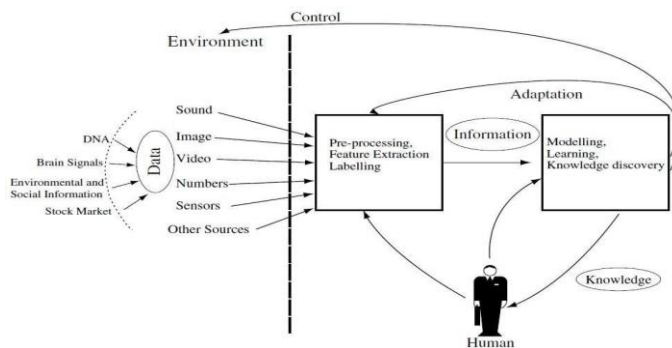 Control
Environment
Adaptation
Sound
DNA
Image
Information
Pre-processing,
Feature Extraction
Labelling
Modelling,
Learning,
Knowledge discovery
Brain Signals
Data
Video
Environmental and
Social Information
Numbers
Stock Market
Sensors
Other Sources
Knowledge
Human